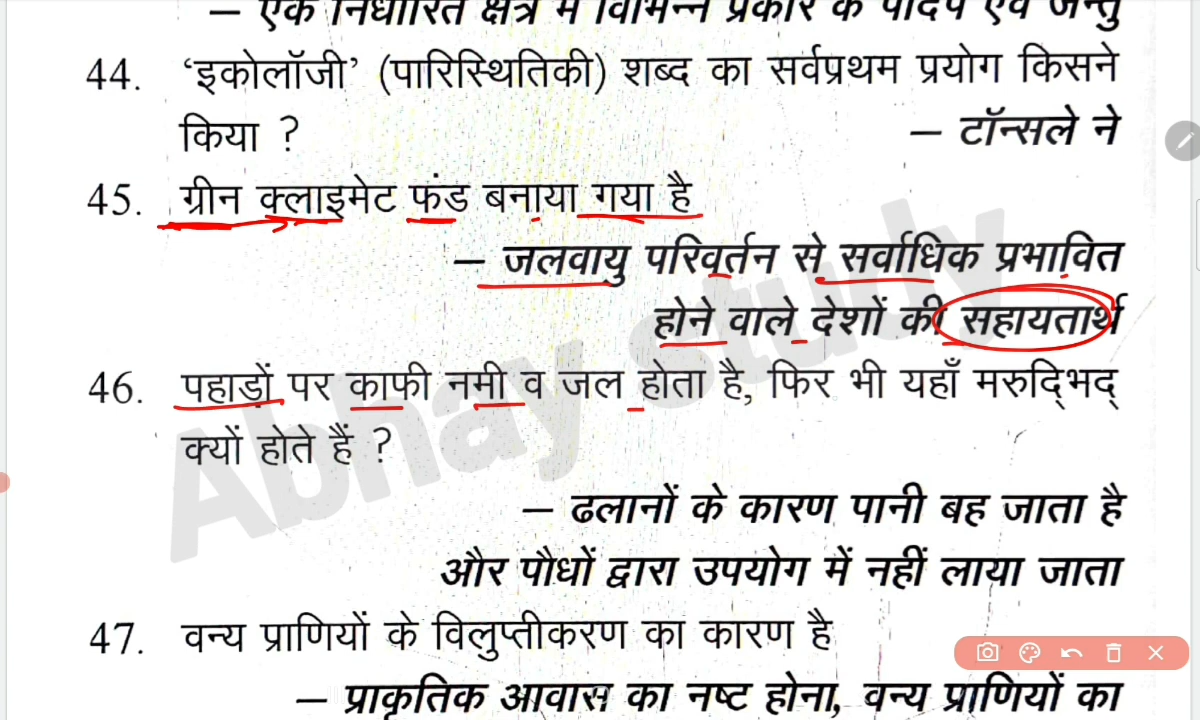 – एक निर्धारित क्षेत्र में विभिन्न प्रकार के पादप एवं जन्तु
44. ‘इकोलॉजी’ (पारिस्थितिकी) शब्द का सर्वप्रथम प्रयोग किसने
किया ? – टॉन्सले ने
45. ग्रीन क्लाइमेट फंड बनाया गया है
– जलवायु परिवर्तन से सर्वाधिक प्रभावित
होने वाले देशों की सहायतार्थ
46. पहाड़ों पर काफी नमी व जल होता है, फिर भी यहाँ मरुद्भिद्
क्यों होते हैं ?
– ढलानों के कारण पानी बह जाता है
और पौधों द्वारा उपयोग में नहीं लाया जाता
47. वन्य प्राणियों के विलुप्तीकरण का कारण है
– प्राकृतिक आवास का नष्ट होना, वन्य प्राणियों का
Abhay study